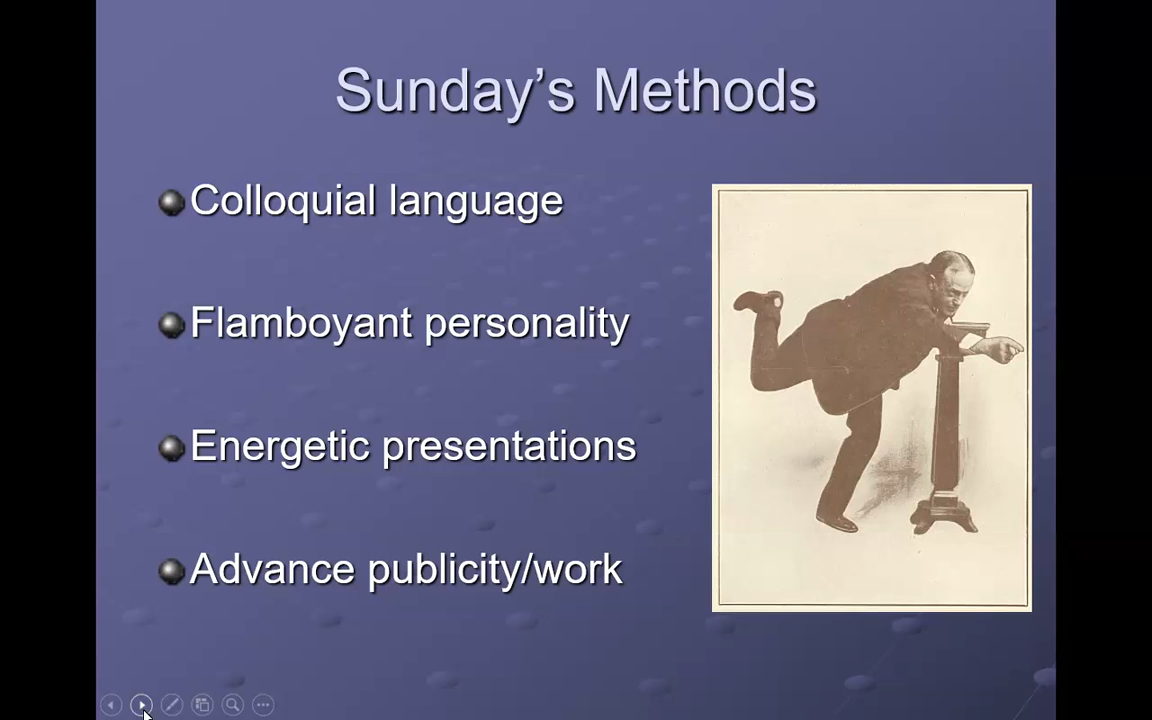 Sunday’s Methods
Colloquial language
Flamboyant personality
Energetic presentations
Advance publicity/work